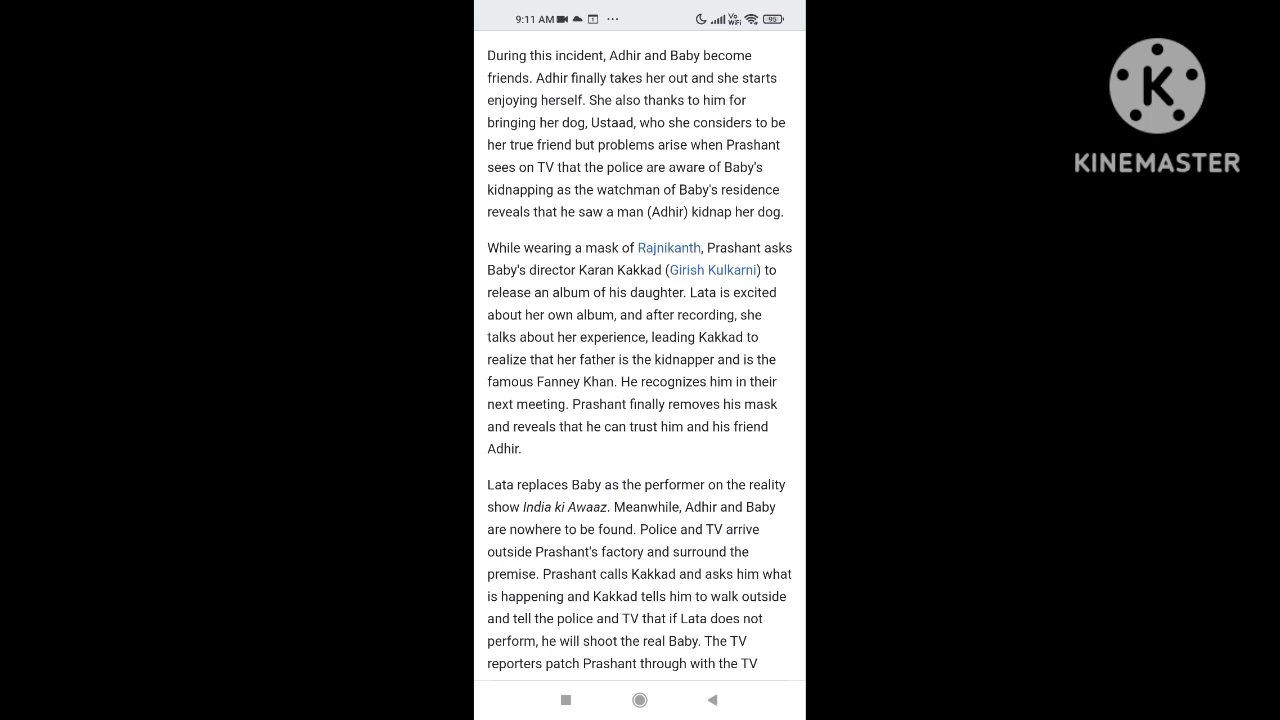 9:11 AM
Vo
WiFi
95
During this incident, Adhir and Baby become
friends. Adhir finally takes her out and she starts
enjoying herself. She also thanks to him for
bringing her dog, Ustaad, who she considers to be
her true friend but problems arise when Prashant
sees on TV that the police are aware of Baby's
kidnapping as the watchman of Baby's residence
reveals that he saw a man (Adhir) kidnap her dog.
While wearing a mask of Rajnikanth, Prashant asks
Baby's director Karan Kakkad (Girish Kulkarni) to
release an album of his daughter. Lata is excited
about her own album, and after recording, she
talks about her experience, leading Kakkad to
realize that her father is the kidnapper and is the
famous Fanney Khan. He recognizes him in their
next meeting. Prashant finally removes his mask
and reveals that he can trust him and his friend
Adhir.
Lata replaces Baby as the performer on the reality
show India ki Awaaz. Meanwhile, Adhir and Baby
are nowhere to be found. Police and TV arrive
outside Prashant's factory and surround the
premise. Prashant calls Kakkad and asks him what
is happening and Kakkad tells him to walk outside
and tell the police and TV that if Lata does not
perform, he will shoot the real Baby. The TV
reporters patch Prashant through with the TV
K
KINEMASTER